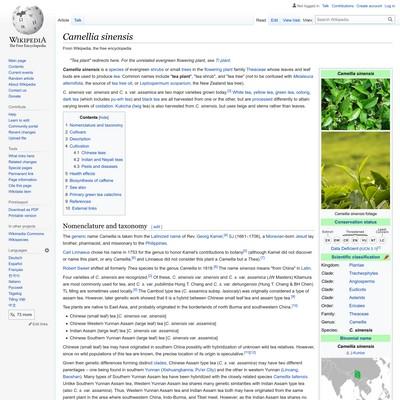 Not logged in Talk Contributions Create account Log in
Article Talk
Read Edit View history
Search Wikipedia
WIKIPEDIA
The Free Encyclopedia
Main page
Contents
Current events
Random article
About Wikipedia
Contact us
Donate
Contribute
Help
Learn to edit
Community portal
Recent changes
Upload file
Tools
What links here
Related changes
Special pages
Permanent link
Page information
Cite this page
Wikidata item
Print/export
Download as PDF
Printable version
In other projects
Wikimedia Commons
Wikispecies
Languages
Deutsch
Español
Français
한국어
Italiano
Русский
Tagalog
Tiếng Việt
中文
73 more
Edit links
Camellia sinensis
From Wikipedia, the free encyclopedia
"Tea plant" redirects here. For the unrelated evergreen flowering plant, see Ti plant.
Camellia sinensis is a species of evergreen shrubs or small trees in the flowering plant family Theaceae whose leaves and
leaf buds are used to produce tea. Common names include "tea plant", "tea shrub", and "tea tree" (not to be confused with Melaleuca
alternifolia, the source of tea tree oil, or Leptospermum scoparium, the New Zealand tea tree).
C. sinensis var. sinensis and C. s. var. assamica are two major varieties grown today. White tea, yellow tea, green tea, oolong,
dark tea (which includes pu-erh tea) and black tea are all harvested from one or the other, but are processed differently to attain
varying levels of oxidation. Kukicha (twig tea) is also harvested from C. sinensis, but uses twigs and stems rather than leaves.
Contents [hide]
1 Nomenclature and taxonomy
2 Cultivars
3 Description
4 Cultivation
4.1 Chinese teas
4.2 Indian and Nepali teas
4.3 Pests and diseases
5 Health effects
6 Biosynthesis of caffeine
7 See also
8 Primary green tea catechins
9 References
10 External links
Nomenclature and taxonomy [ edit ]
The generic name Camellia is taken from the Latinized name of Rev. Georg Kamel, SJ (1661–1706), a Moravian-born Jesuit lay
brother, pharmacist, and missionary to the Philippines.
Carl Linnaeus chose his name in 1753 for the genus to honor Kamel's contributions to botany (although Kamel did not discover
or name this plant, or any Camellia, and Linnaeus did not consider this plant a Camellia but a Thea).
Robert Sweet shifted all formerly Thea species to the genus Camellia in 1818. The name sinensis means "from China" in Latin.
Four varieties of C. sinensis are recognized. Of these, C. sinensis var. sinensis and C. s. var. assamica (JW Masters) Kitamura
are most commonly used for tea, and C. s. var. pubilimba Hung T. Chang and C. s. var. dehungensis (Hung T. Chang & BH Chen)
TL Ming are sometimes used locally. The Cambod type tea (C. assamica subsp. lasiocaly) was originally considered a type of
assam tea. However, later genetic work showed that it is a hybrid between Chinese small leaf tea and assam type tea.
Tea plants are native to East Asia, and probably originated in the borderlands of north Burma and southwestern China.
Chinese (small leaf) tea [C. sinensis var. sinensis]
Chinese Western Yunnan Assam (large leaf) tea [C. sinensis var. assamica]
Indian Assam (large leaf) tea [C. sinensis var. assamica]
Chinese Southern Yunnan Assam (large leaf) tea [C. sinensis var. assamica]
Chinese (small leaf) tea may have originated in southern China possibly with hybridization of unknown wild tea relatives. However,
since no wild populations of this tea are known, the precise location of its origin is speculative.
Given their genetic differences forming distinct clades, Chinese Assam type tea (C. s. var. assamica) may have two different
parentages – one being found in southern Yunnan (Xishuangbanna, Pu'er City) and the other in western Yunnan (Lincang,
Baoshan). Many types of Southern Yunnan Assam tea have been hybridized with the closely related species Camellia taliensis.
Unlike Southern Yunnan Assam tea, Western Yunnan Assam tea shares many genetic similarities with Indian Assam type tea
(also C. s. var. assamica). Thus, Western Yunnan Assam tea and Indian Assam tea both may have originated from the same
parent plant in the area where southwestern China, Indo-Burma, and Tibet meet. However, as the Indian Assam tea shares no
Camellia sinensis
Camellia sinensis foliage
Conservation status
Data Deficient (IUCN 3.1)
Scientific classification
Kingdom: Plantae
Clade: Tracheophytes
Clade: Angiosperms
Clade: Eudicots
Clade: Asterids
Order: Ericales
Family: Theaceae
Genus: Camellia
Species: C. sinensis
Binomial name
Camellia sinensis
(L.) Kuntze